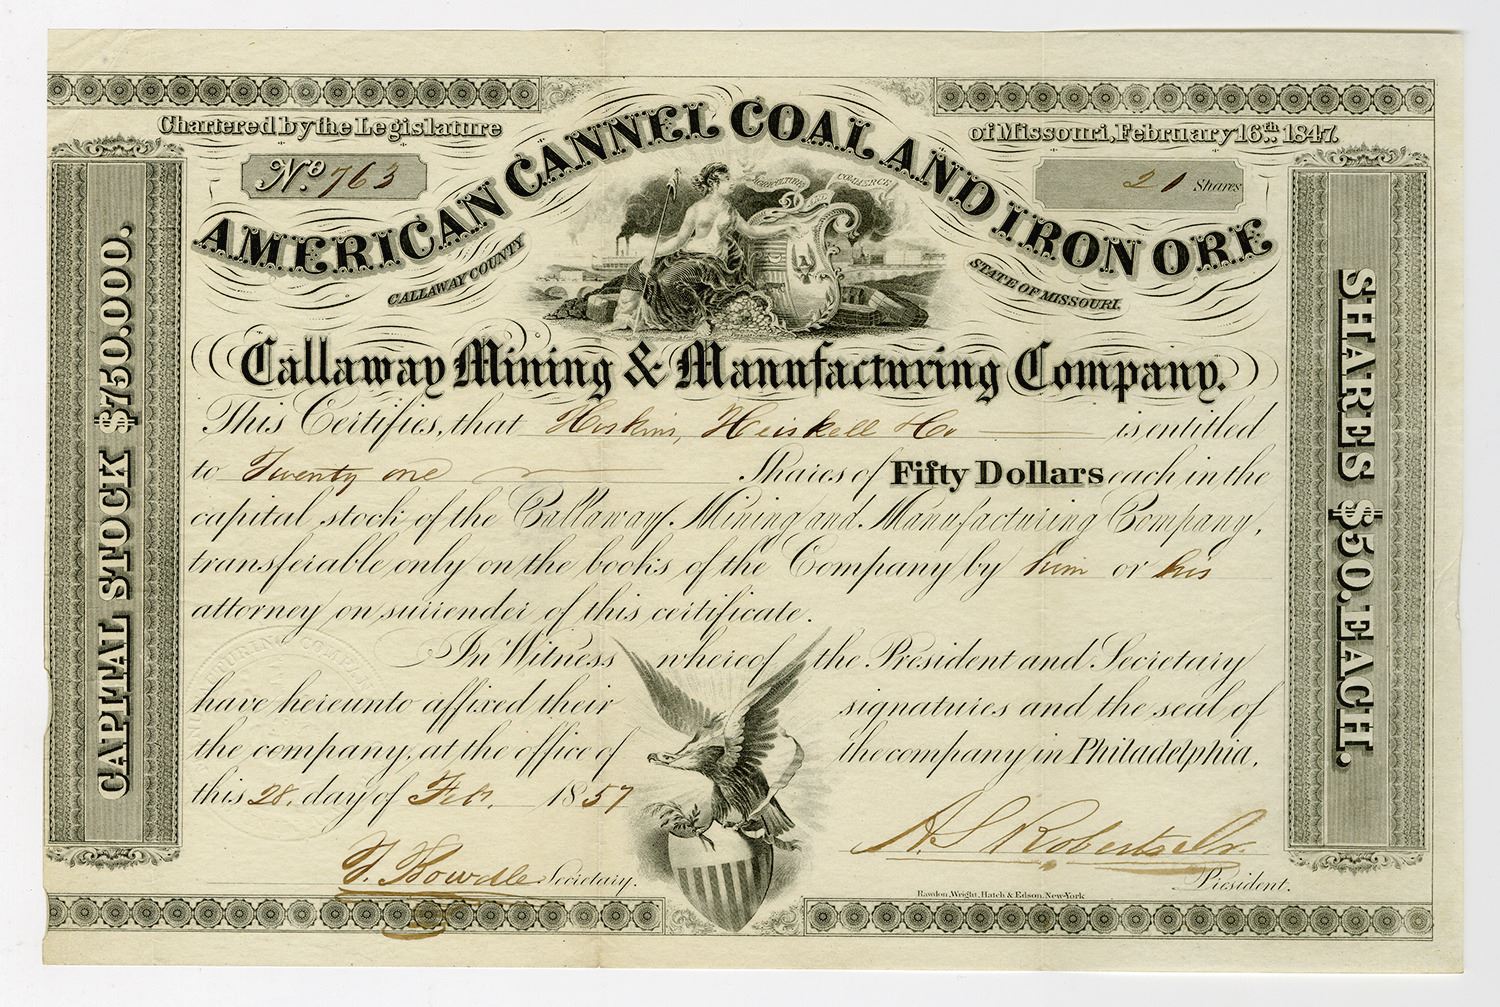 Chartered by the Legislature of Missouri, February 16th 1847.
No 763
21 Shares
AGRICULTURE COMMERCE
AMERICAN CANNEL COAL AND IRON ORE
CALLAWAY COUNTY STATE OF MISSOURI.
Callaway Mining & Manufacturing Company.
CAPITAL STOCK $750.000.
SHARES $50, EACH.
This Certifies, that Hoskins, Heiskell & Co is entitled
to Twenty one Shares of Fifty Dollars each in the
capital stock of the Callaway Mining and Manufacturing Company,
transferable only on the books of the Company by him or his
attorney on surrender of this certificate.
In Witness whereof the President and Secretary
have hereunto affixed their signatures and the seal of
the company, at the office of the company in Philadelphia,
this 28. day of Feb. 1857
TURING COMPA
Secretary.
A S Roberts Jr.
President.
Rawdon, Wright, Hatch & Edson, New-York